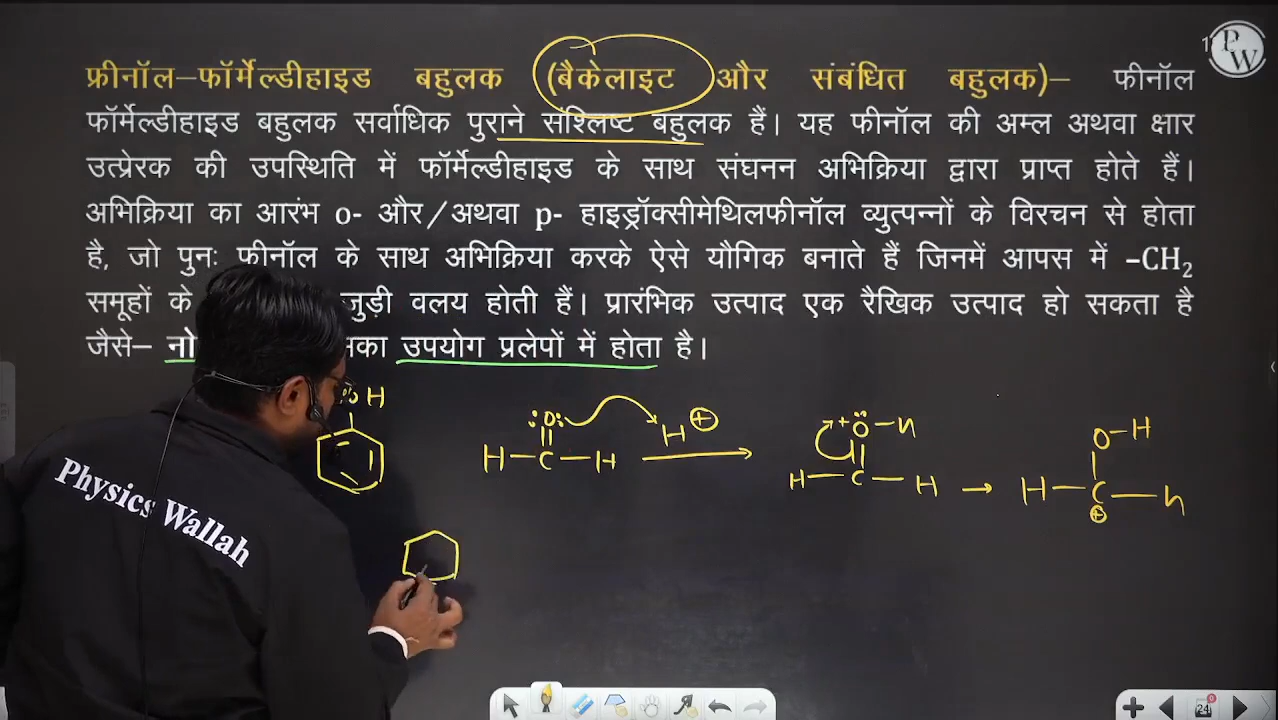 PW
फ्रीनॉल–फॉर्मेल्डीहाइड बहुलक (बैकेलाइट और संबंधित बहुलक)– फीनॉल
फॉर्मेल्डीहाइड बहुलक सर्वाधिक पुराने संश्लिष्ट बहुलक हैं। यह फीनॉल की अम्ल अथवा क्षार
उत्प्रेरक की उपस्थिति में फॉर्मेल्डीहाइड के साथ संघनन अभिक्रिया द्वारा प्राप्त होते हैं।
अभिक्रिया का आरंभ o- और/अथवा p- हाइड्रॉक्सीमेथिलफीनॉल व्युत्पन्नों के विरचन से होता
है, जो पुनः फीनॉल के साथ अभिक्रिया करके ऐसे यौगिक बनाते हैं जिनमें आपस में –CH₂
समूहों के जुड़ी वलय होती हैं। प्रारंभिक उत्पाद एक रैखिक उत्पाद हो सकता है
जैसे– उपयोग प्रलेपों में होता है।
H :O: H⊕ +O–H O–H
H–C–H → H–C–H → H–C–H
⊕
Physics Wallah
24